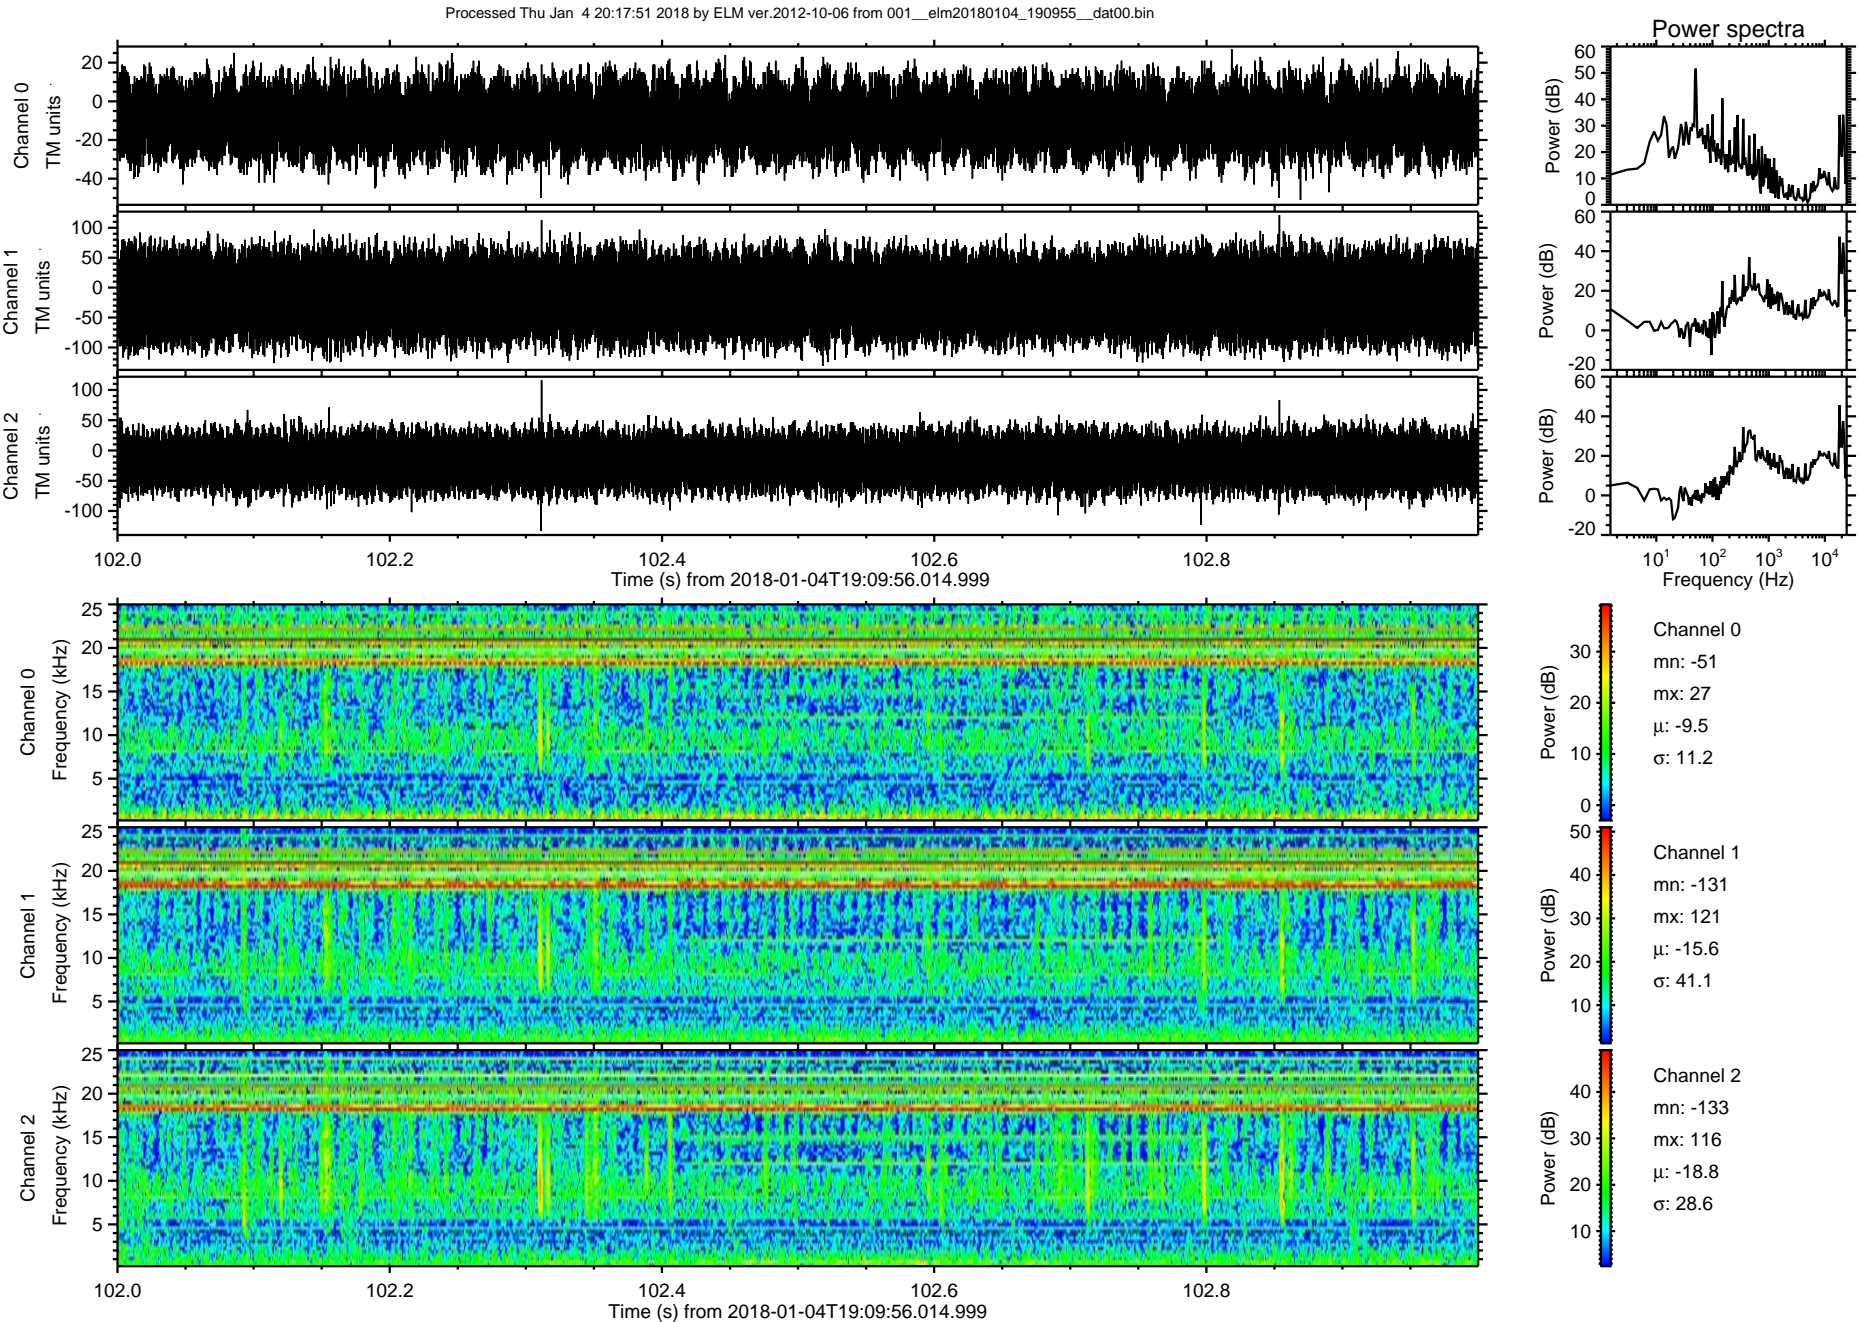 Processed Thu Jan  4 20:17:51 2018 by ELM ver.2012-10-06 from 001__elm20180104_190955__dat00.bin
Power spectra
Channel 0
TM units
20
0
-20
-40
Power (dB)
60
50
40
30
20
10
0
Channel 1
TM units
100
50
0
-50
-100
Power (dB)
60
40
20
0
-20
Channel 2
TM units
100
50
0
-50
-100
Power (dB)
60
40
20
0
-20
102.0 102.2 102.4 102.6 102.8
Time (s) from 2018-01-04T19:09:56.014.999
10¹ 10² 10³ 10⁴
Frequency (Hz)
Channel 0
Frequency (kHz)
25
20
15
10
5
Power (dB)
30
20
10
0
Channel 0
mn: -51
mx: 27
μ: -9.5
σ: 11.2
Channel 1
Frequency (kHz)
25
20
15
10
5
Power (dB)
50
40
30
20
10
Channel 1
mn: -131
mx: 121
μ: -15.6
σ: 41.1
Channel 2
Frequency (kHz)
25
20
15
10
5
Power (dB)
40
30
20
10
Channel 2
mn: -133
mx: 116
μ: -18.8
σ: 28.6
102.0 102.2 102.4 102.6 102.8
Time (s) from 2018-01-04T19:09:56.014.999